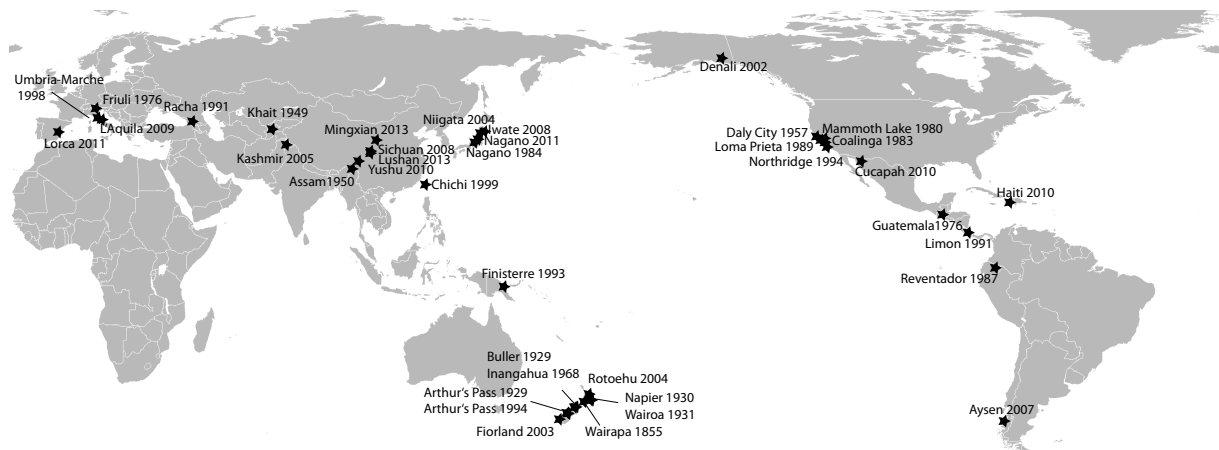 Umbria-Marche
1998
Friuli 1976
L'Aquila 2009
Lorca 2011
Racha 1991
Khait 1949
Kashmir 2005
Mingxian 2013
Sichuan 2008
Lushan 2013
Yushu 2010
Assam1950
Chichi 1999
Niigata 2004
Iwate 2008
Nagano 2011
Nagano 1984
Finisterre 1993
Buller 1929
Inangahua 1968
Rotoehu 2004
Arthur's Pass 1929
Arthur's Pass 1994
Napier 1930
Wairoa 1931
Fiorland 2003
Wairapa 1855
Denali 2002
Daly City 1957
Mammoth Lake 1980
Loma Prieta 1989
Coalinga 1983
Northridge 1994
Cucapah 2010
Haiti 2010
Guatemala1976
Limon 1991
Reventador 1987
Aysen 2007